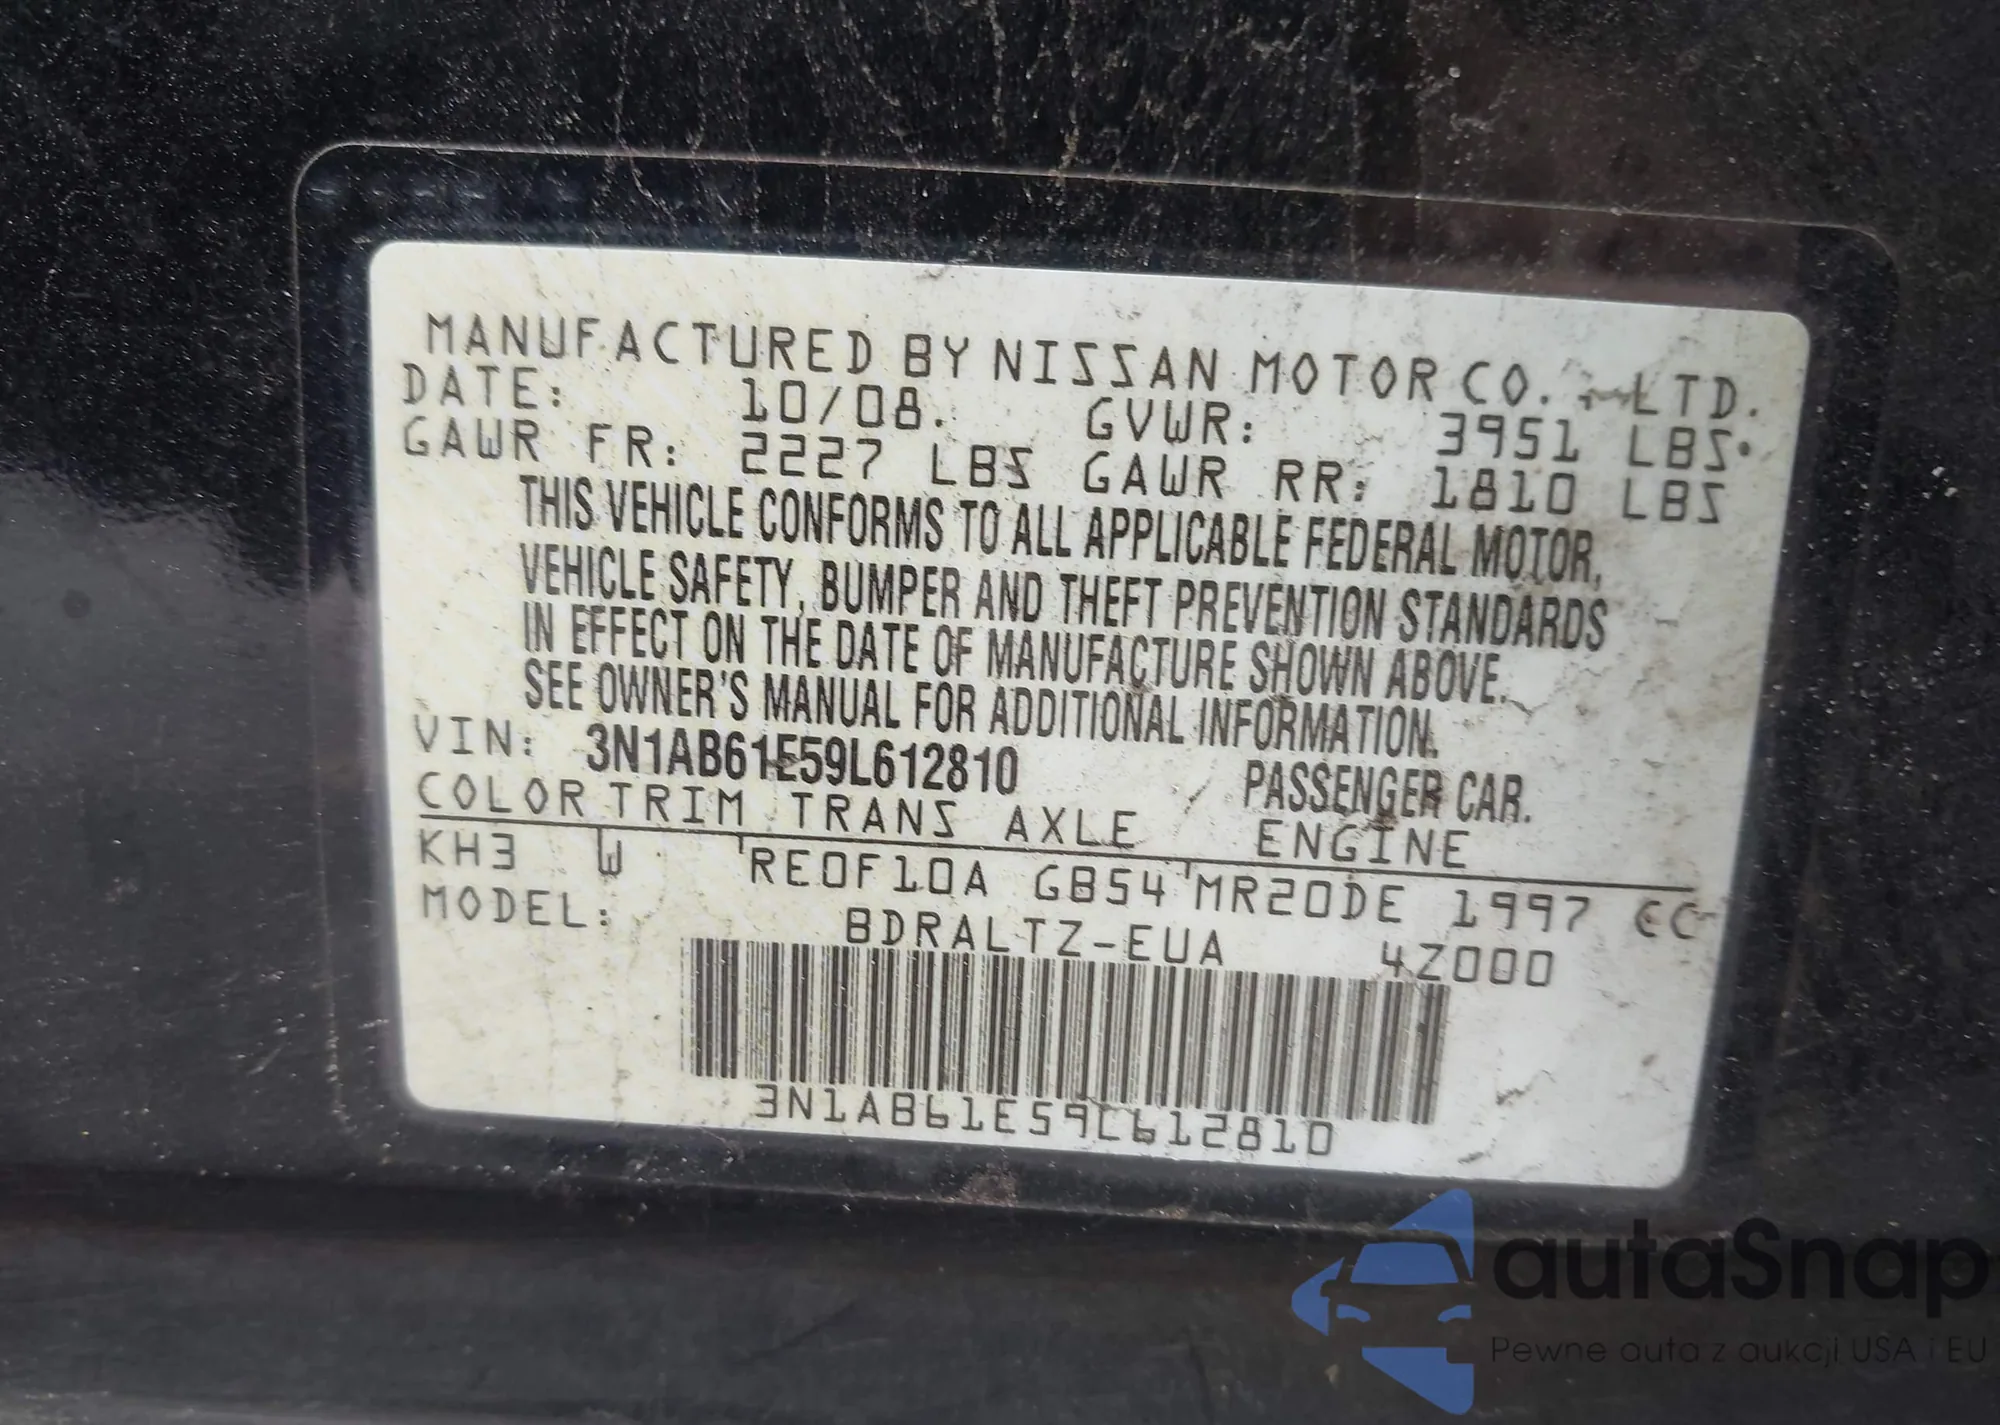 MANUFACTURED BY NISSAN MOTOR CO., LTD.
DATE: 10/08. GVWR: 3951 LBS.
GAWR FR: 2227 LBS GAWR RR: 1810 LBS
THIS VEHICLE CONFORMS TO ALL APPLICABLE FEDERAL MOTOR,
VEHICLE SAFETY, BUMPER AND THEFT PREVENTION STANDARDS
IN EFFECT ON THE DATE OF MANUFACTURE SHOWN ABOVE.
SEE OWNER'S MANUAL FOR ADDITIONAL INFORMATION.
VIN: 3N1AB61E59L612810 PASSENGER CAR.
COLOR TRIM TRANS AXLE ENGINE
KH3 W RE0F10A GB54 MR20DE 1997 CC
MODEL: BDRALTZ-EUA 4Z000
3N1AB61E59L612810
autaSnap
Pewne auta z aukcji USA i EU